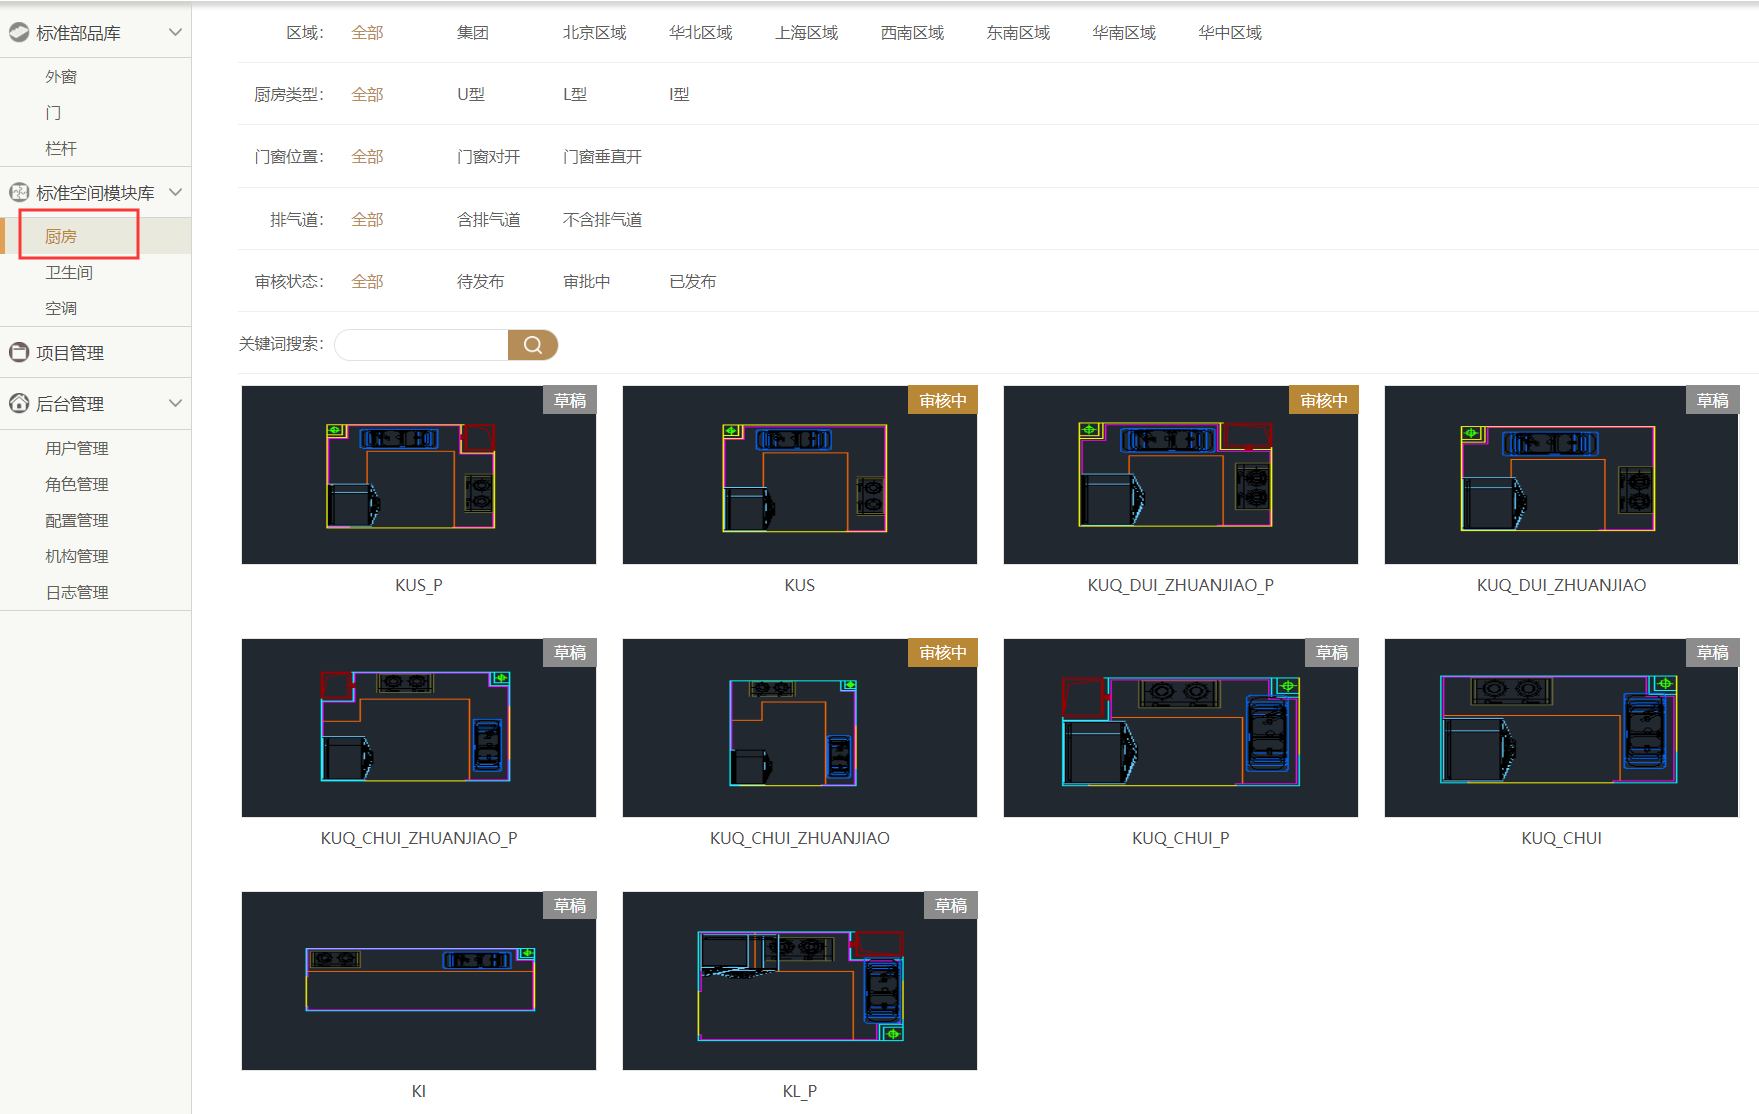 标准部品库
外窗
门
栏杆
标准空间模块库
厨房
卫生间
空调
项目管理
后台管理
用户管理
角色管理
配置管理
机构管理
日志管理
区域： 全部 集团 北京区域 华北区域 上海区域 西南区域 东南区域 华南区域 华中区域
厨房类型： 全部 U型 L型 I型
门窗位置： 全部 门窗对开 门窗垂直开
排气道： 全部 含排气道 不含排气道
审核状态： 全部 待发布 审批中 已发布
关键词搜索：
草稿 审核中 审核中 草稿
KUS_P KUS KUQ_DUI_ZHUANJIAO_P KUQ_DUI_ZHUANJIAO
草稿 审核中 草稿 草稿
KUQ_CHUI_ZHUANJIAO_P KUQ_CHUI_ZHUANJIAO KUQ_CHUI_P KUQ_CHUI
草稿 草稿
KI KL_P